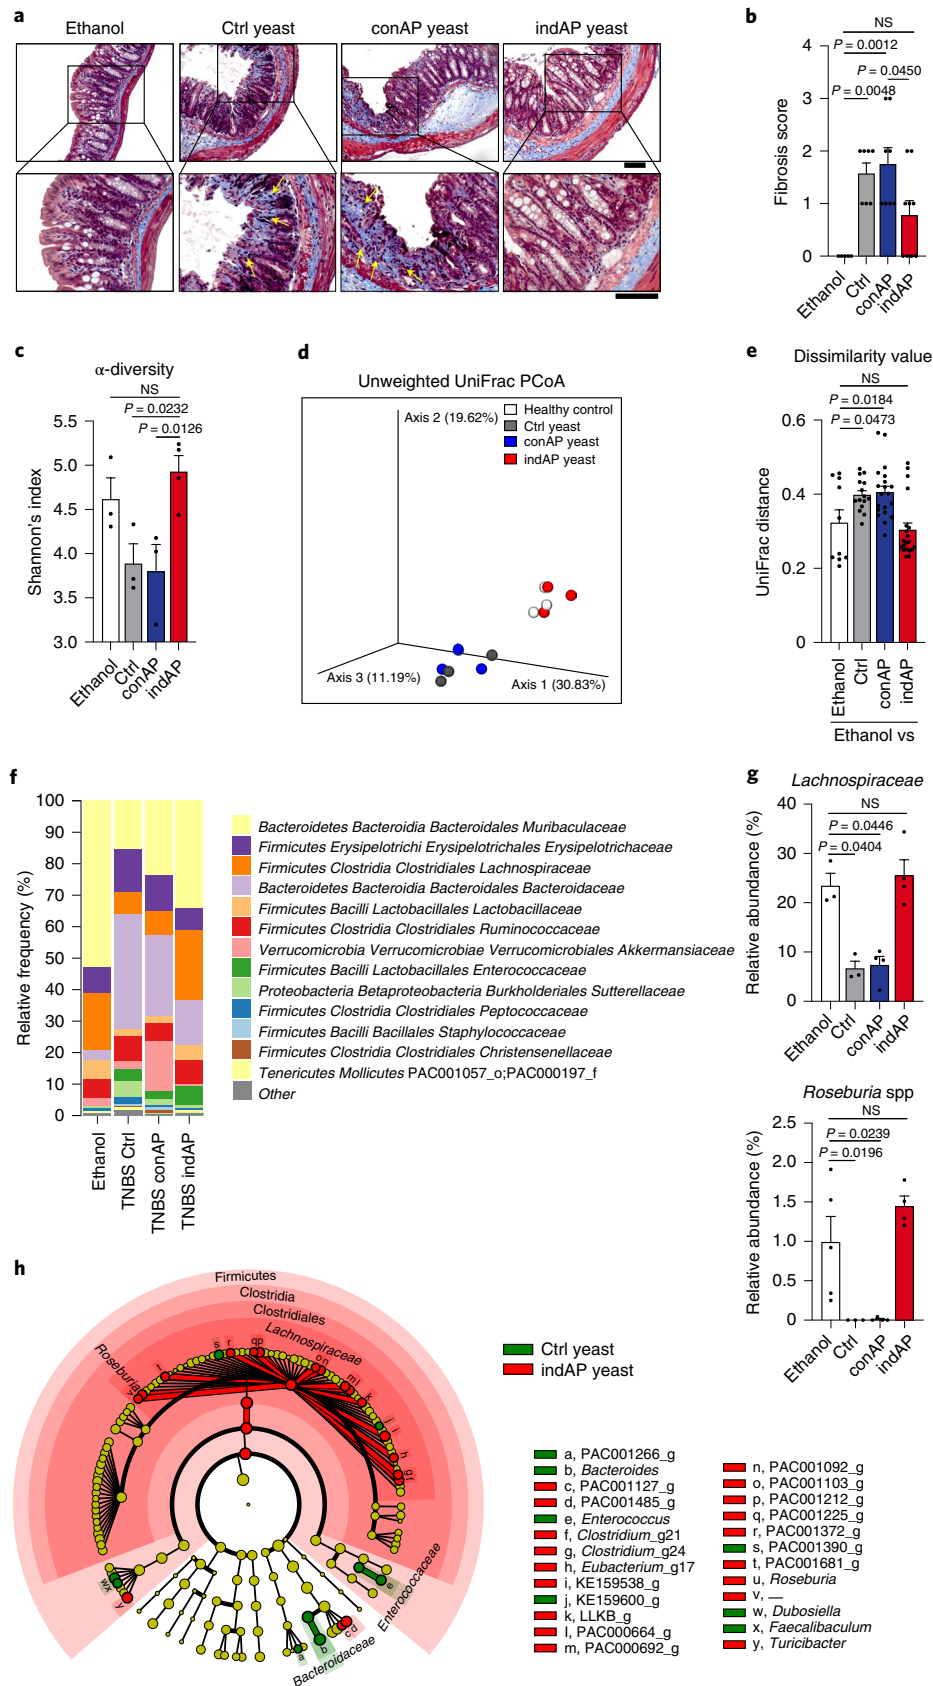 a
Ethanol
Ctrl yeast
conAP yeast
indAP yeast
b
NS
P = 0.0012
P = 0.0450
P = 0.0048
Fibrosis score
4
3
2
1
0
Ethanol
Ctrl
conAP
indAP
c
α-diversity
NS
P = 0.0232
P = 0.0126
Shannon's index
5.5
5.0
4.5
4.0
3.5
3.0
Ethanol
Ctrl
conAP
indAP
d
Unweighted UniFrac PCoA
Axis 2 (19.62%)
Healthy control
Ctrl yeast
conAP yeast
indAP yeast
Axis 3 (11.19%)
Axis 1 (30.83%)
e
Dissimilarity value
NS
P = 0.0184
P = 0.0473
UniFrac distance
0.6
0.4
0.2
0
Ethanol
Ctrl
conAP
indAP
Ethanol vs
f
Relative frequency (%)
100
90
80
70
60
50
40
30
20
10
0
Ethanol
TNBS Ctrl
TNBS conAP
TNBS indAP
Bacteroidetes Bacteroidia Bacteroidales Muribaculaceae
Firmicutes Erysipelotrichi Erysipelotrichales Erysipelotrichaceae
Firmicutes Clostridia Clostridiales Lachnospiraceae
Bacteroidetes Bacteroidia Bacteroidales Bacteroidaceae
Firmicutes Bacilli Lactobacillales Lactobacillaceae
Firmicutes Clostridia Clostridiales Ruminococcaceae
Verrucomicrobia Verrucomicrobiae Verrucomicrobiales Akkermansiaceae
Firmicutes Bacilli Lactobacillales Enterococcaceae
Proteobacteria Betaproteobacteria Burkholderiales Sutterellaceae
Firmicutes Clostridia Clostridiales Peptococcaceae
Firmicutes Bacilli Bacillales Staphylococcaceae
Firmicutes Clostridia Clostridiales Christensenellaceae
Tenericutes Mollicutes PAC001057_o;PAC000197_f
Other
g
Lachnospiraceae
NS
P = 0.0446
P = 0.0404
Relative abundance (%)
40
30
20
10
0
Ethanol
Ctrl
conAP
indAP
Roseburia spp
NS
P = 0.0239
P = 0.0196
Relative abundance (%)
2.5
2.0
1.5
1.0
0.5
0
Ethanol
Ctrl
conAP
indAP
h
Firmicutes
Clostridia
Clostridiales
Lachnospiraceae
Roseburia
Enterococcaceae
Bacteroidaceae
v
t
s
r
qp
on
ml
k
j
i
h
g f
wx
y
a
b
c d
e
Ctrl yeast
indAP yeast
a, PAC001266_g
b, Bacteroides
c, PAC001127_g
d, PAC001485_g
e, Enterococcus
f, Clostridium_g21
g, Clostridium_g24
h, Eubacterium_g17
i, KE159538_g
j, KE159600_g
k, LLKB_g
l, PAC000664_g
m, PAC000692_g
n, PAC001092_g
o, PAC001103_g
p, PAC001212_g
q, PAC001225_g
r, PAC001372_g
s, PAC001390_g
t, PAC001681_g
u, Roseburia
v, —
w, Dubosiella
x, Faecalibaculum
y, Turicibacter